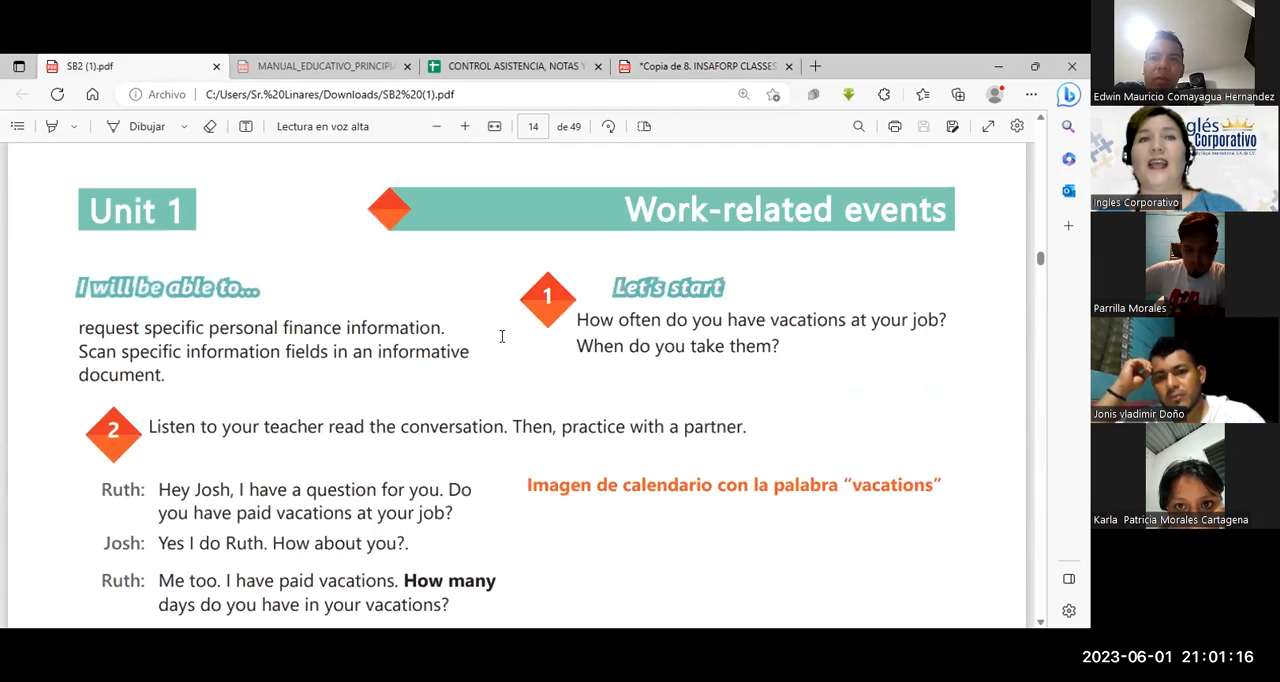 SB2 (1).pdf
MANUAL_EDUCATIVO_PRINCIPI
CONTROL ASISTENCIA, NOTAS Y
*Copia de 8. INSAFORP CLASSES
Archivo
C:/Users/Sr.%20Linares/Downloads/SB2%20(1).pdf
Dibujar
Lectura en voz alta
14
de 49
Unit 1
Work-related events
I will be able to...
request specific personal finance information.
Scan specific information fields in an informative
document.
1
Let's start
How often do you have vacations at your job?
When do you take them?
2
Listen to your teacher read the conversation. Then, practice with a partner.
Ruth: Hey Josh, I have a question for you. Do
you have paid vacations at your job?
Josh: Yes I do Ruth. How about you?.
Ruth: Me too. I have paid vacations. How many
days do you have in your vacations?
Imagen de calendario con la palabra “vacations”
Edwin Mauricio Comayagua Hernandez
glés
Corporativo
Ingles Corporativo
Parrilla Morales
Jonis vladimir Doño
Karla Patricia Morales Cartagena
2023-06-01 21:01:16